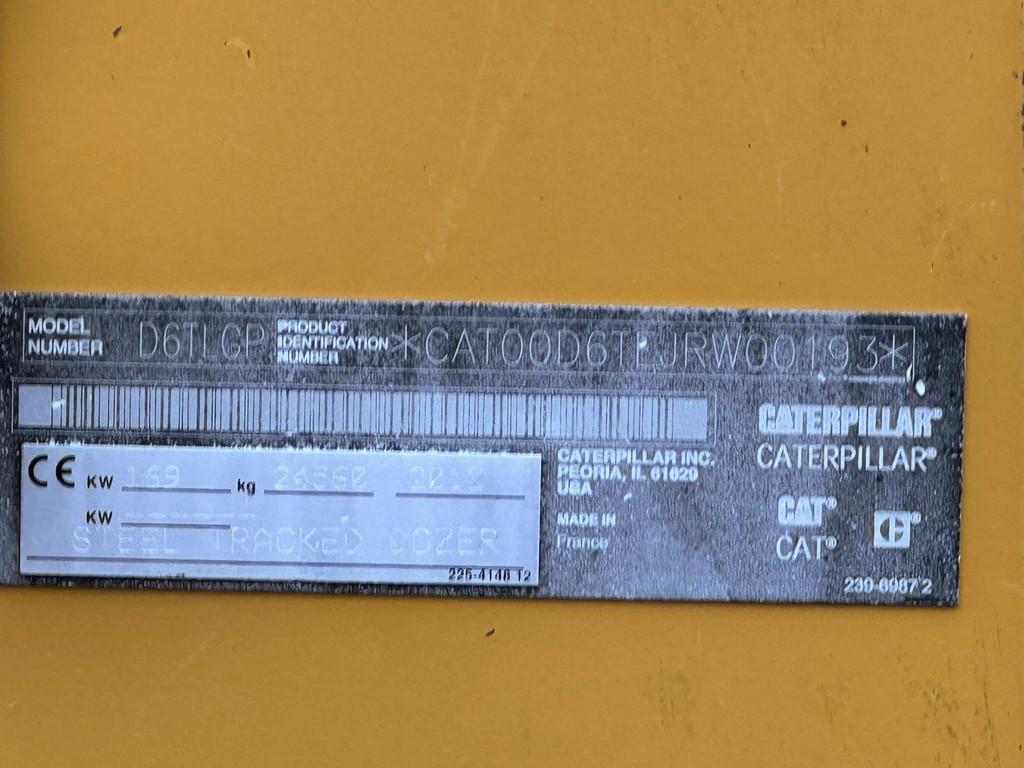 MODEL NUMBER D6TLGP PRODUCT IDENTIFICATION NUMBER *CAT00D6TLJRW00193*
CATERPILLAR®
CATERPILLAR®
CATERPILLAR INC.
PEORIA, IL 61629
USA
CE KW 169 kg 24560 2012
KW
STEEL TRACKED DOZER
225-4148 12
MADE IN
France
CAT®
CAT®
C®
239-6987 2